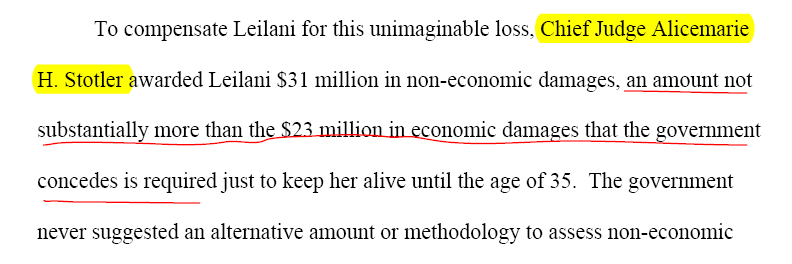 To compensate Leilani for this unimaginable loss, Chief Judge Alicemarie
H. Stotler awarded Leilani $31 million in non-economic damages, an amount not
substantially more than the $23 million in economic damages that the government
concedes is required just to keep her alive until the age of 35.  The government
never suggested an alternative amount or methodology to assess non-economic